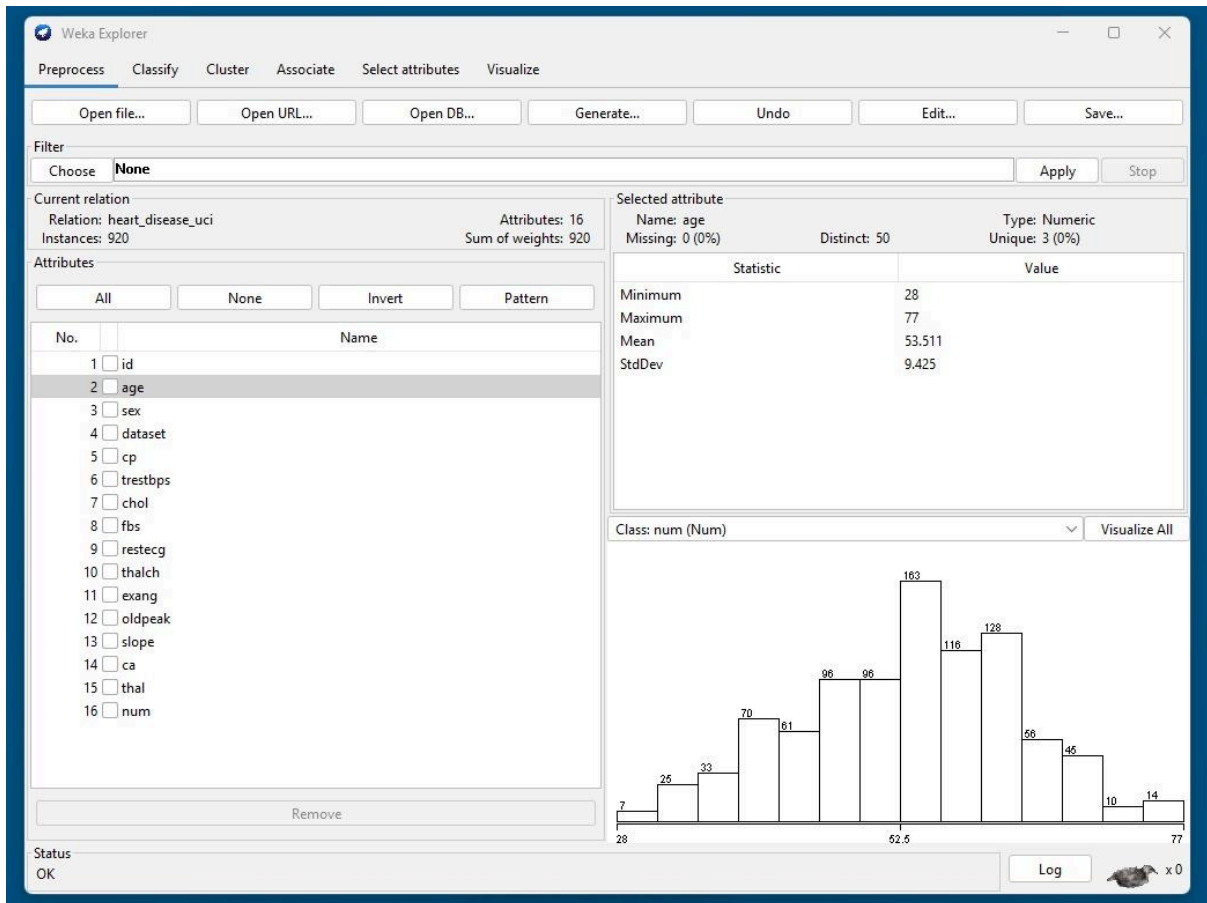 Weka Explorer
Preprocess Classify Cluster Associate Select attributes Visualize
Open file... Open URL... Open DB... Generate... Undo Edit... Save...
Filter
Choose None Apply Stop
Current relation
Relation: heart_disease_uci Attributes: 16
Instances: 920 Sum of weights: 920
Attributes
All None Invert Pattern
No. Name
1 id
2 age
3 sex
4 dataset
5 cp
6 trestbps
7 chol
8 fbs
9 restecg
10 thalch
11 exang
12 oldpeak
13 slope
14 ca
15 thal
16 num
Remove
Selected attribute
Name: age Type: Numeric
Missing: 0 (0%) Distinct: 50 Unique: 3 (0%)
Statistic Value
Minimum 28
Maximum 77
Mean 53.511
StdDev 9.425
Class: num (Num) Visualize All
7 25 33 70 61 96 96 163 116 128 56 45 10 14
28 52.5 77
Status
OK Log x 0